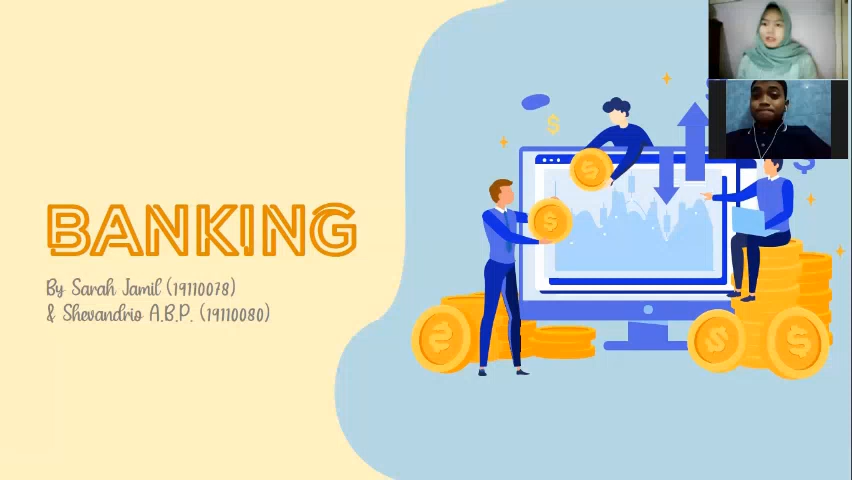 BANKING
By Sarah Jamil (19110078)
& Shevandrio A.B.P. (19110080)